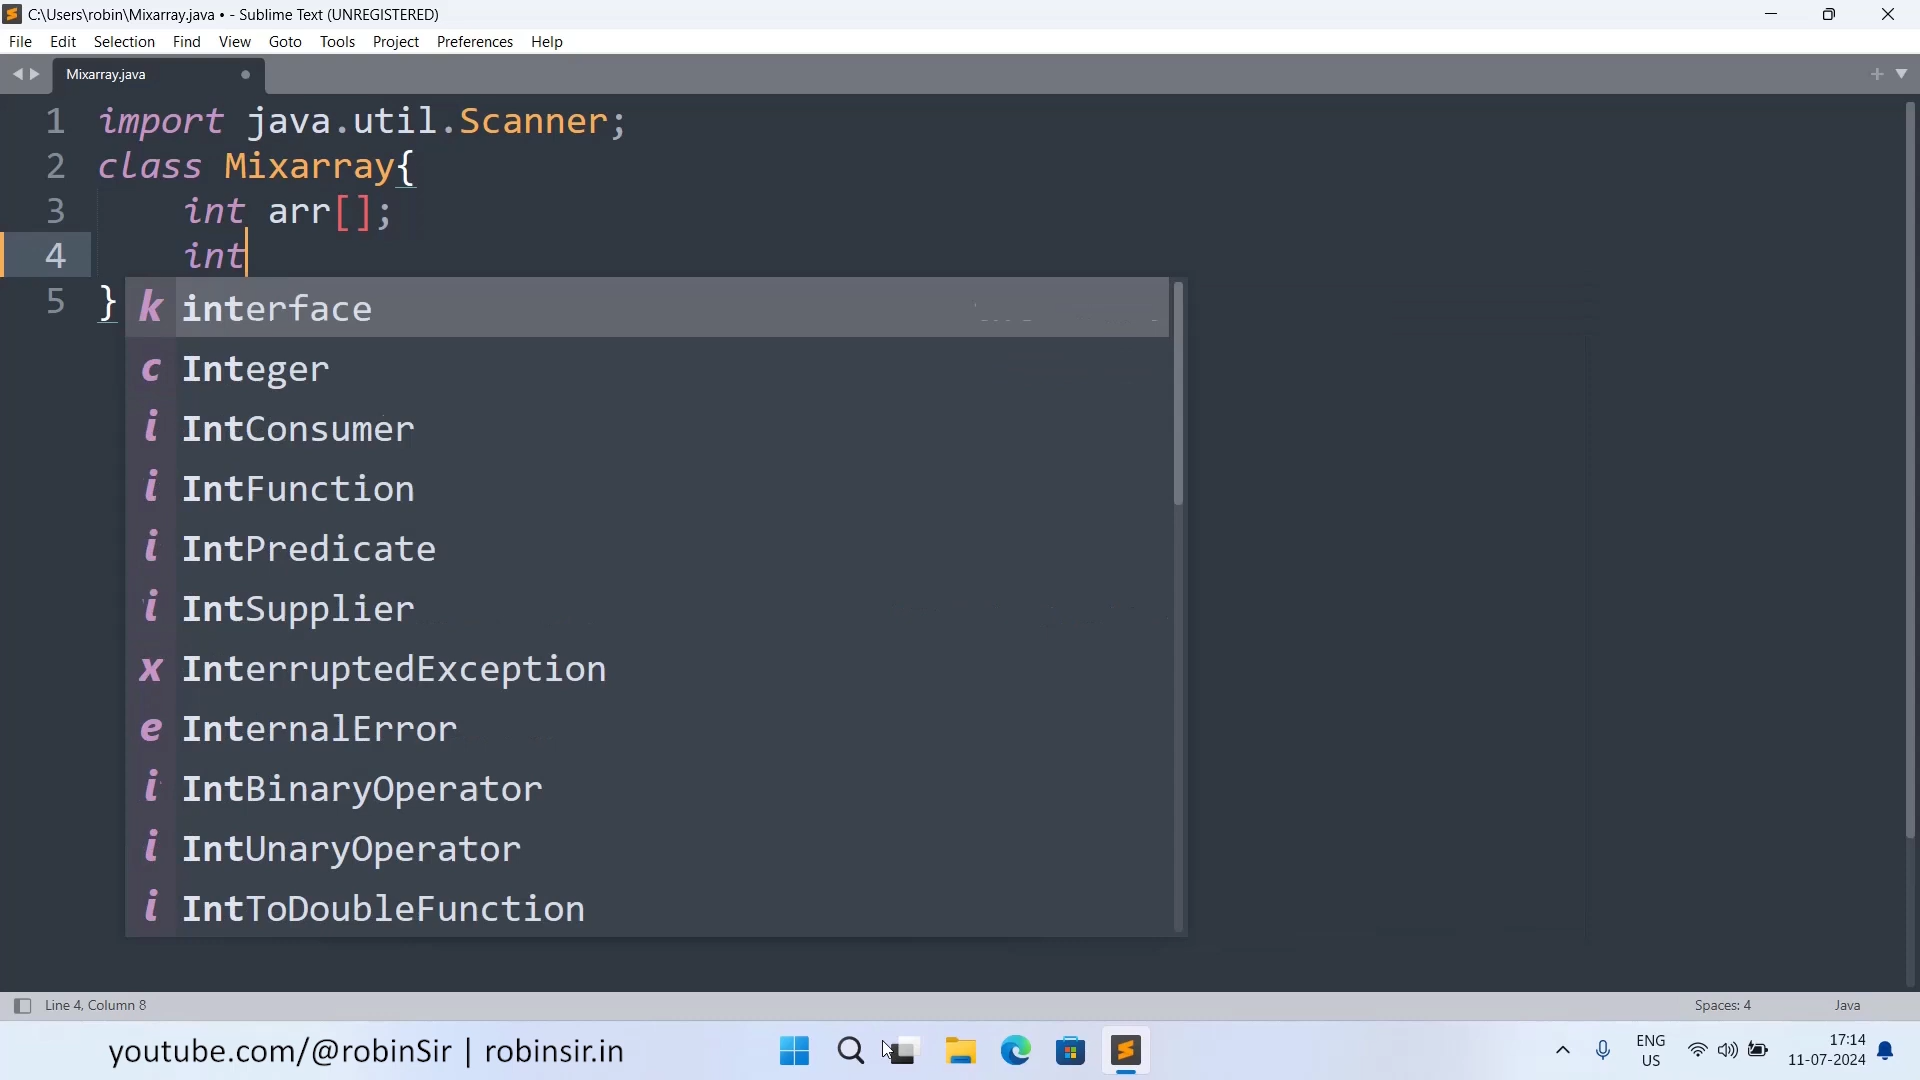 C:\Users\robin\Mixarray.java • - Sublime Text (UNREGISTERED)
File Edit Selection Find View Goto Tools Project Preferences Help
Mixarray.java
1 import java.util.Scanner;
2 class Mixarray{
3 int arr[];
4 int
5 }
k interface
c Integer
i IntConsumer
i IntFunction
i IntPredicate
i IntSupplier
x InterruptedException
e InternalError
i IntBinaryOperator
i IntUnaryOperator
i IntToDoubleFunction
Line 4, Column 8 Spaces: 4 Java
youtube.com/@robinSir | robinsir.in
ENG
US
17:14
11-07-2024